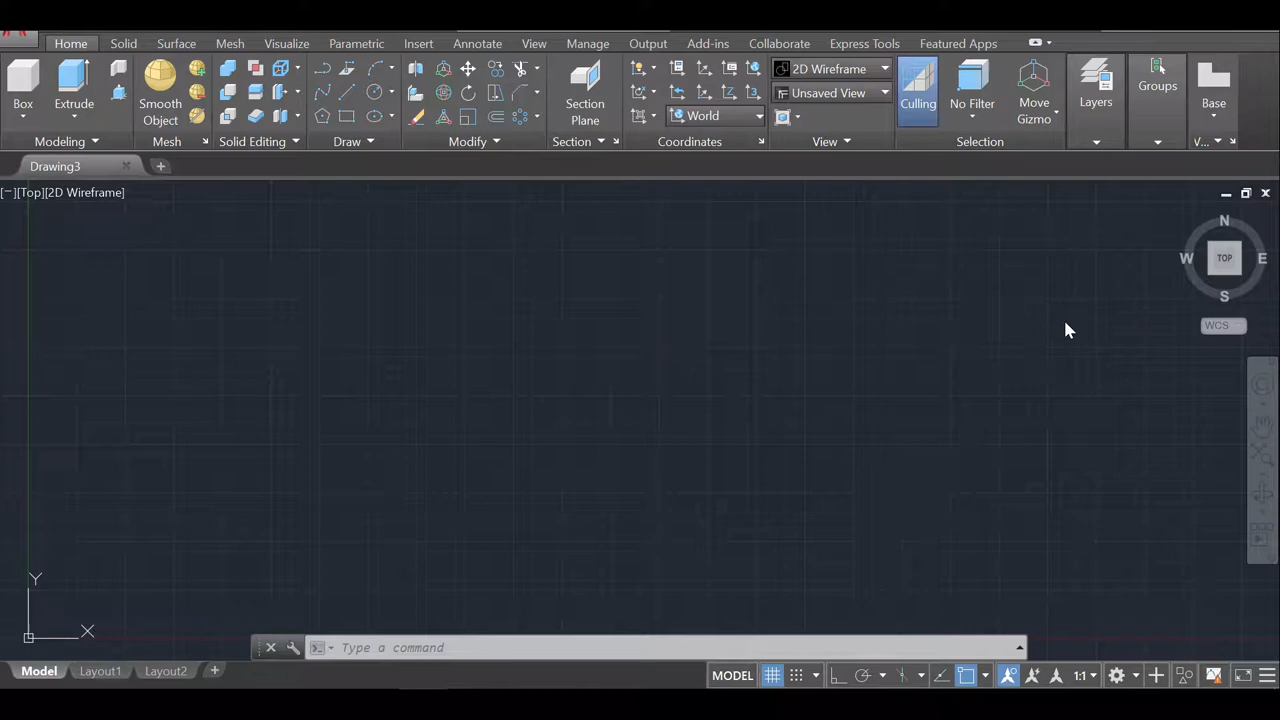 Home Solid Surface Mesh Visualize Parametric Insert Annotate View Manage Output Add-ins Collaborate Express Tools Featured Apps
Box Extrude Smooth Object Section Plane World 2D Wireframe Unsaved View Culling No Filter Move Gizmo Layers Groups Base
Modeling Mesh Solid Editing Draw Modify Section Coordinates View Selection V...
Drawing3
[−][Top][2D Wireframe]
N
W TOP E
S
WCS
Y
X
Type a command
Model Layout1 Layout2 MODEL 1:1